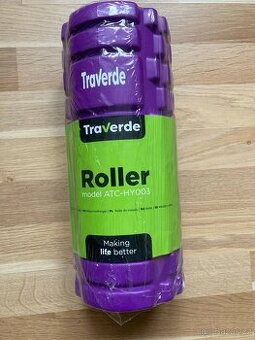 TraVerde
TraVerde
Roller
model ATC-HY003
Making
life better